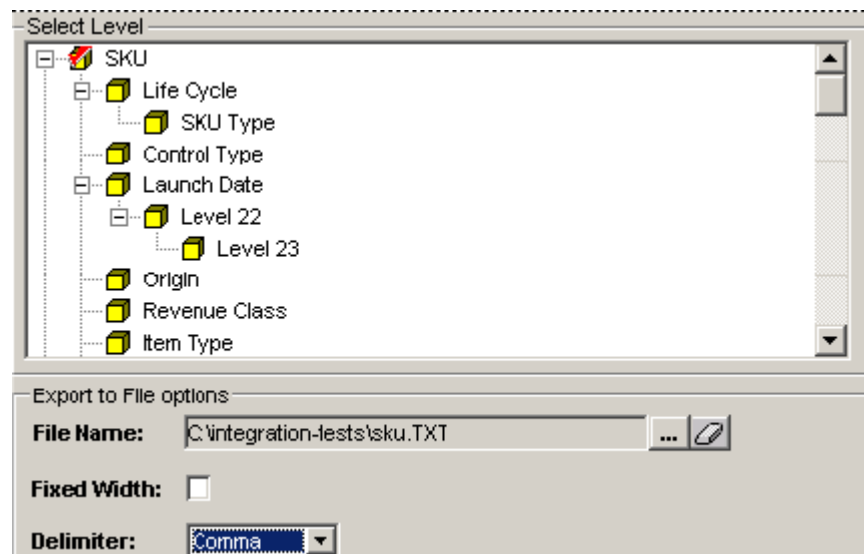 Select Level
SKU
Life Cycle
SKU Type
Control Type
Launch Date
Level 22
Level 23
Origin
Revenue Class
Item Type
Export to File options
File Name: C:\integration-tests\sku.TXT ...
Fixed Width:
Delimiter: Comma